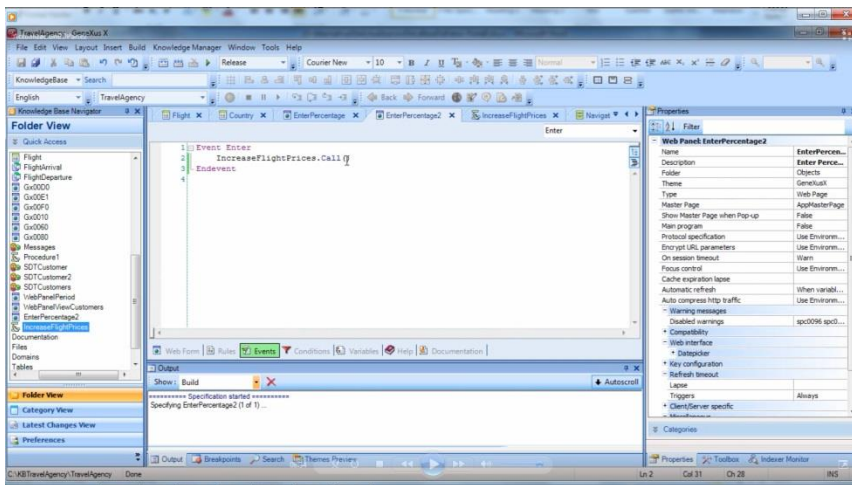 TravelAgency - GeneXus X
File Edit View Layout Insert Build Knowledge Manager Window Tools Help
Release Courier New 10 B I U Normal
KnowledgeBase Search
English TravelAgency Back Forward
Knowledge Base Navigator
Folder View
Quick Access
Flight
FlightArrival
FlightDeparture
Gx00D0
Gx00E1
Gx00F0
Gx0010
Gx0060
Gx0080
Messages
Procedure1
SDTCustomer
SDTCustomer2
SDTCustomers
WebPanelPeriod
WebPanelViewCustomers
EnterPercentage2
IncreaseFlightPrices
Documentation
Files
Domains
Tables
Folder View
Category View
Latest Changes View
Preferences
Flight Country EnterPercentage EnterPercentage2 IncreaseFlightPrices Navigat
Enter
1 Event Enter
2 IncreaseFlightPrices.Call(
3 Endevent
4
Web Form Rules Events Conditions Variables Help Documentation
Output
Show: Build Autoscroll
========== Specification started ==========
Specifying EnterPercentage2 (1 of 1) ...
Output Breakpoints Search Themes Preview
Properties
Filter
Web Panel: EnterPercentage2
Name EnterPercen...
Description Enter Perce...
Folder Objects
Theme GeneXusX
Type Web Page
Master Page AppMasterPage
Show Master Page when Pop-up False
Main program False
Protocol specification Use Environm...
Encrypt URL parameters Use Environm...
On session timeout Warn
Focus control Use Environm...
Cache expiration lapse
Automatic refresh When variabl...
Auto compress http traffic Use Environm...
Warning messages
Disabled warnings spc0096 spc0...
Compatibility
Web interface
Datepicker
Key configuration
Refresh timeout
Lapse
Triggers Always
Client/Server specific
Categories
Properties Toolbox Indexer Monitor
C:\KBTravelAgency\TravelAgency Done Ln 2 Col 31 Ch 28 INS